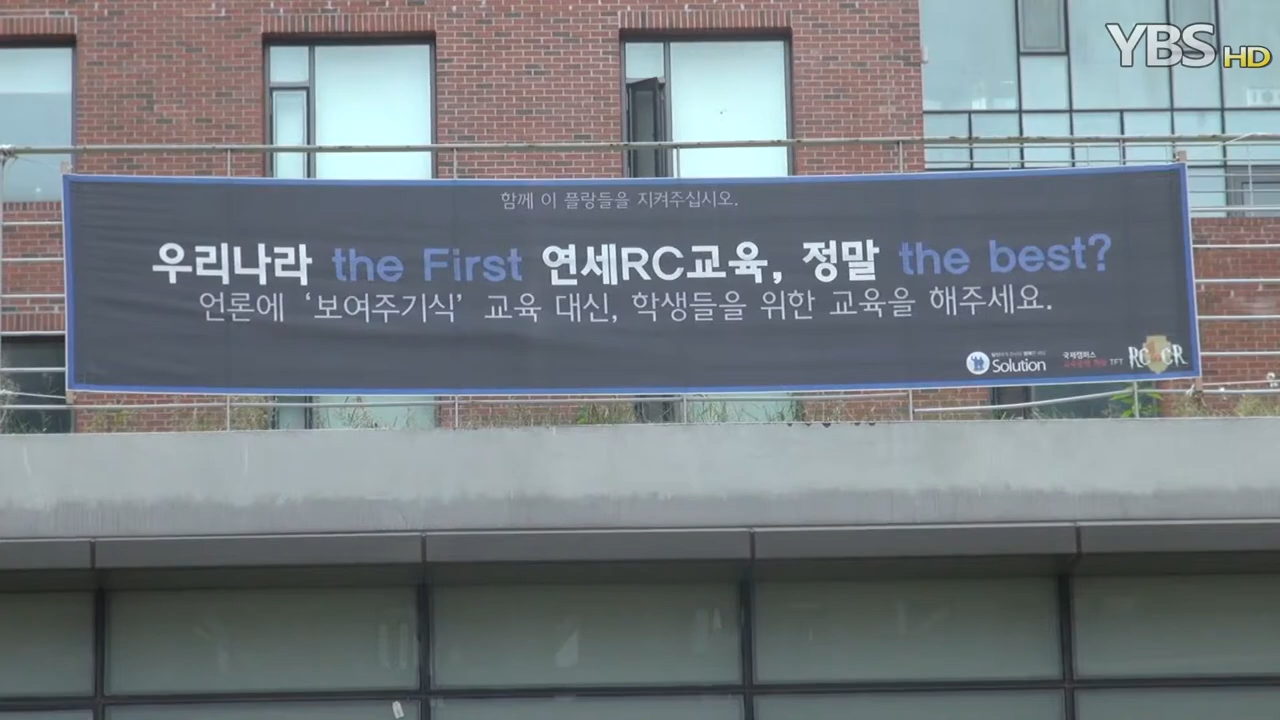 YBS HD
함께 이 플랑들을 지켜주십시오.
우리나라 the First 연세RC교육, 정말 the best?
언론에 '보여주기식' 교육 대신, 학생들을 위한 교육을 해주세요.
Solution
국제캠퍼스
TFT